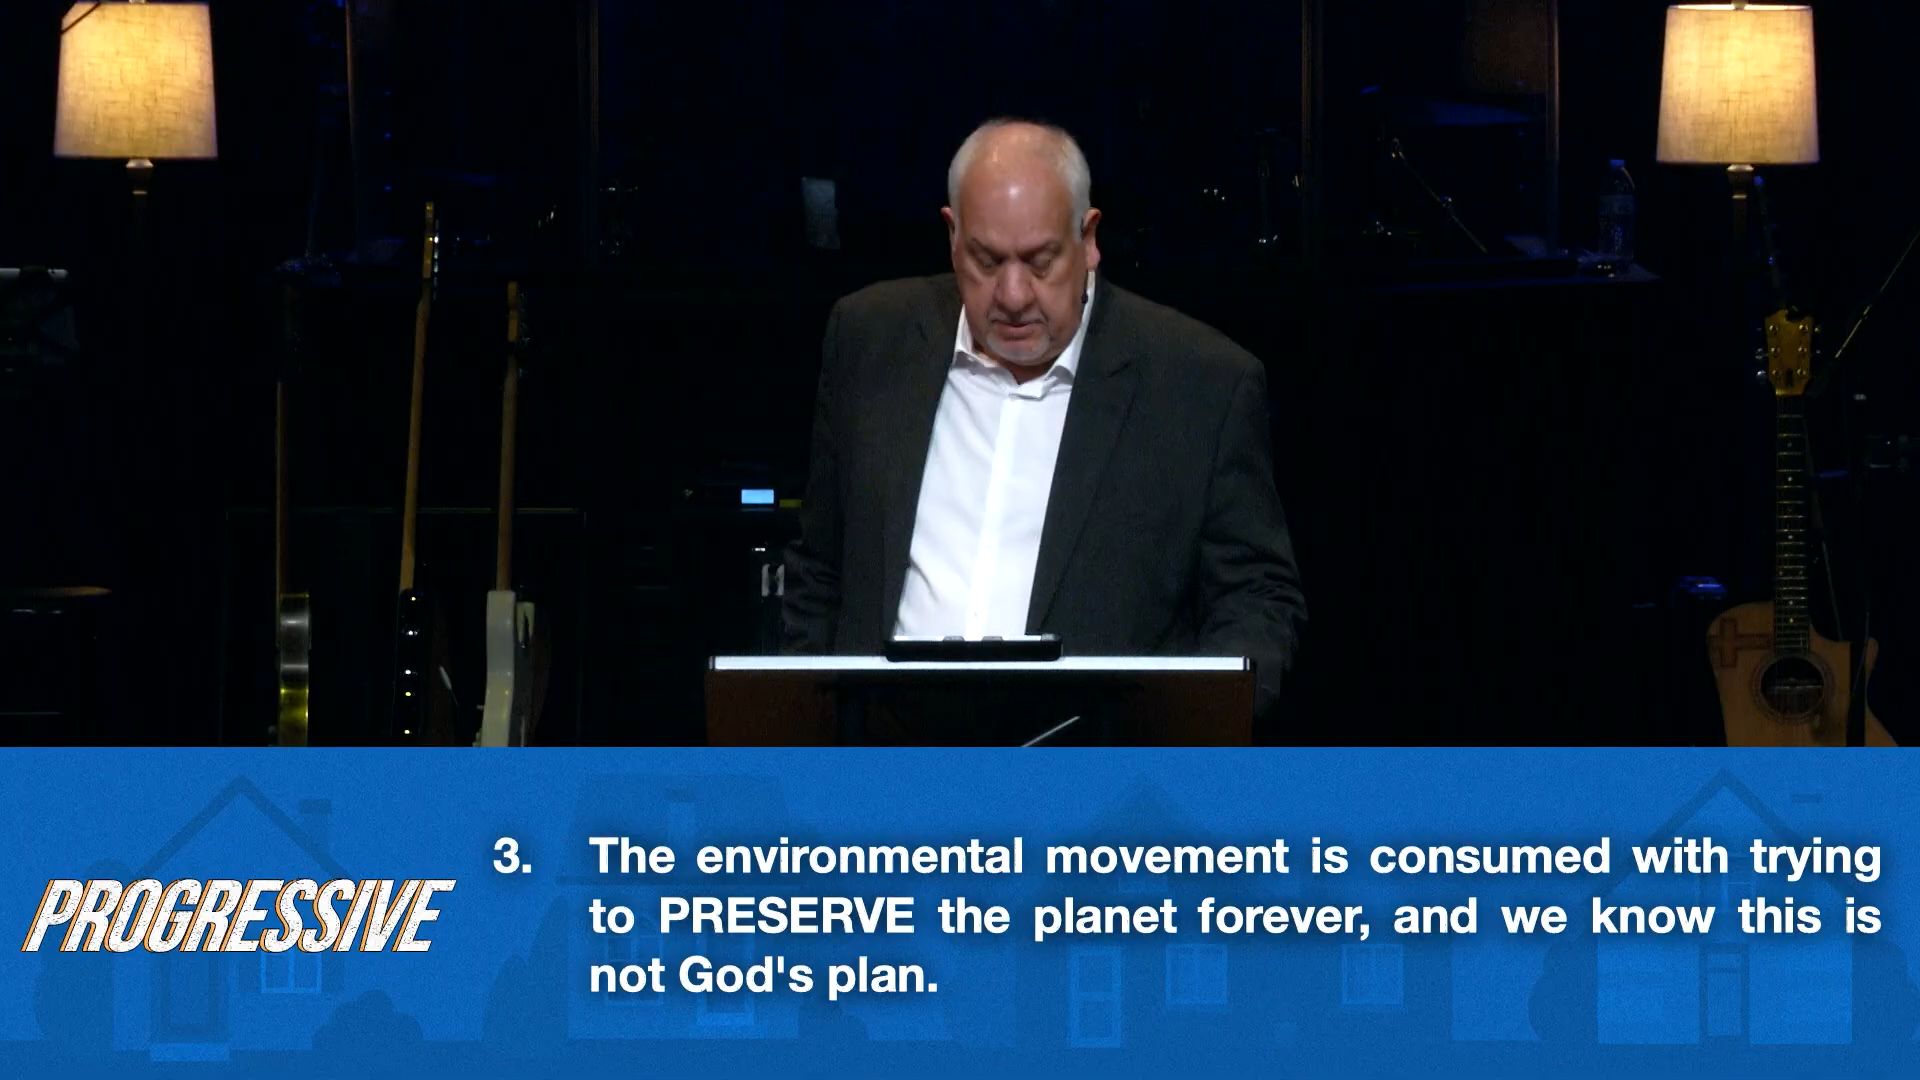 PROGRESSIVE
3. The environmental movement is consumed with trying
to PRESERVE the planet forever, and we know this is
not God's plan.